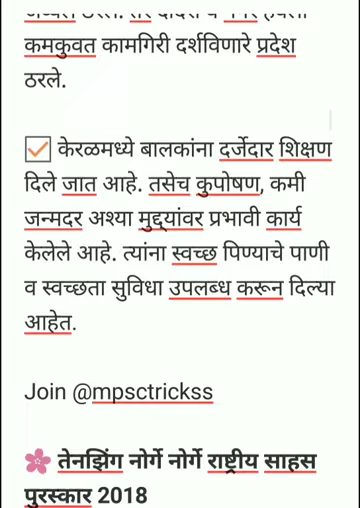 कमकुवत कामगिरी दर्शविणारे प्रदेश
ठरले.
केरळमध्ये बालकांना दर्जेदार शिक्षण
दिले जात आहे. तसेच कुपोषण, कमी
जन्मदर अश्या मुद्द्यांवर प्रभावी कार्य
केलेले आहे. त्यांना स्वच्छ पिण्याचे पाणी
व स्वच्छता सुविधा उपलब्ध करून दिल्या
आहेत.
Join @mpsctrickss
तेनझिंग नोर्गे नोर्गे राष्ट्रीय साहस
पुरस्कार 2018